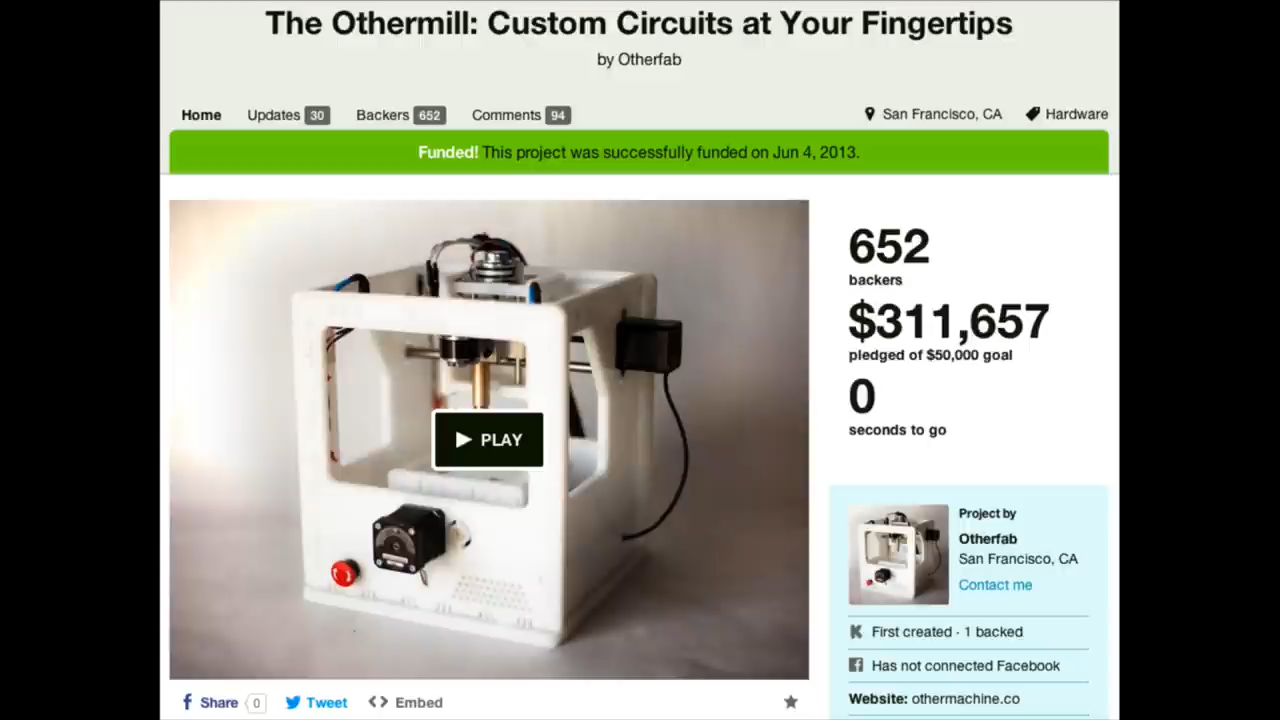 The Othermill: Custom Circuits at Your Fingertips
by Otherfab
Home Updates 30 Backers 652 Comments 94 San Francisco, CA Hardware
Funded! This project was successfully funded on Jun 4, 2013.
652
backers
$311,657
pledged of $50,000 goal
0
seconds to go
PLAY
Project by
Otherfab
San Francisco, CA
Contact me
First created · 1 backed
Has not connected Facebook
Website: othermachine.co
Share 0 Tweet Embed